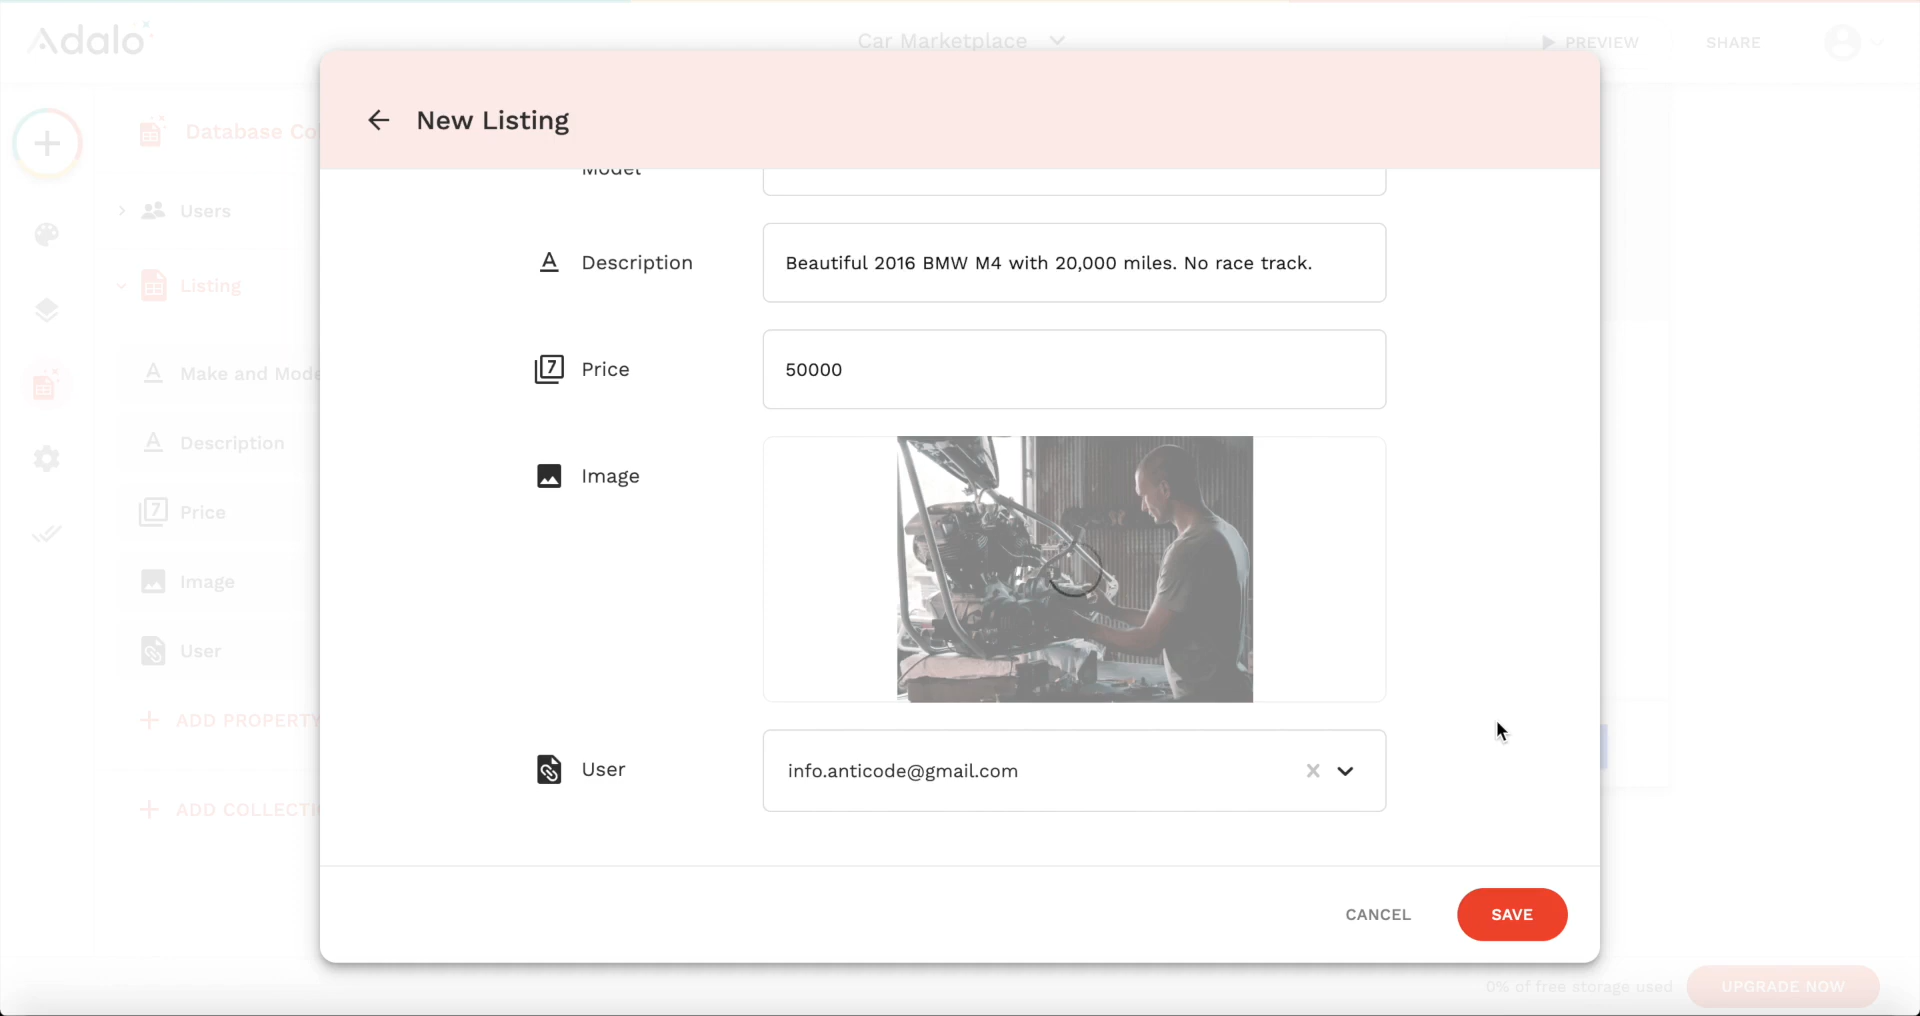 Adalo
Car Marketplace
PREVIEW
SHARE
New Listing
Database Co
Users
Listing
Make and Mode
Description
Price
Image
User
ADD PROPERTY
ADD COLLECTI
Model
Description
Beautiful 2016 BMW M4 with 20,000 miles. No race track.
Price
50000
Image
User
info.anticode@gmail.com
CANCEL
SAVE
0% of free storage used
UPGRADE NOW